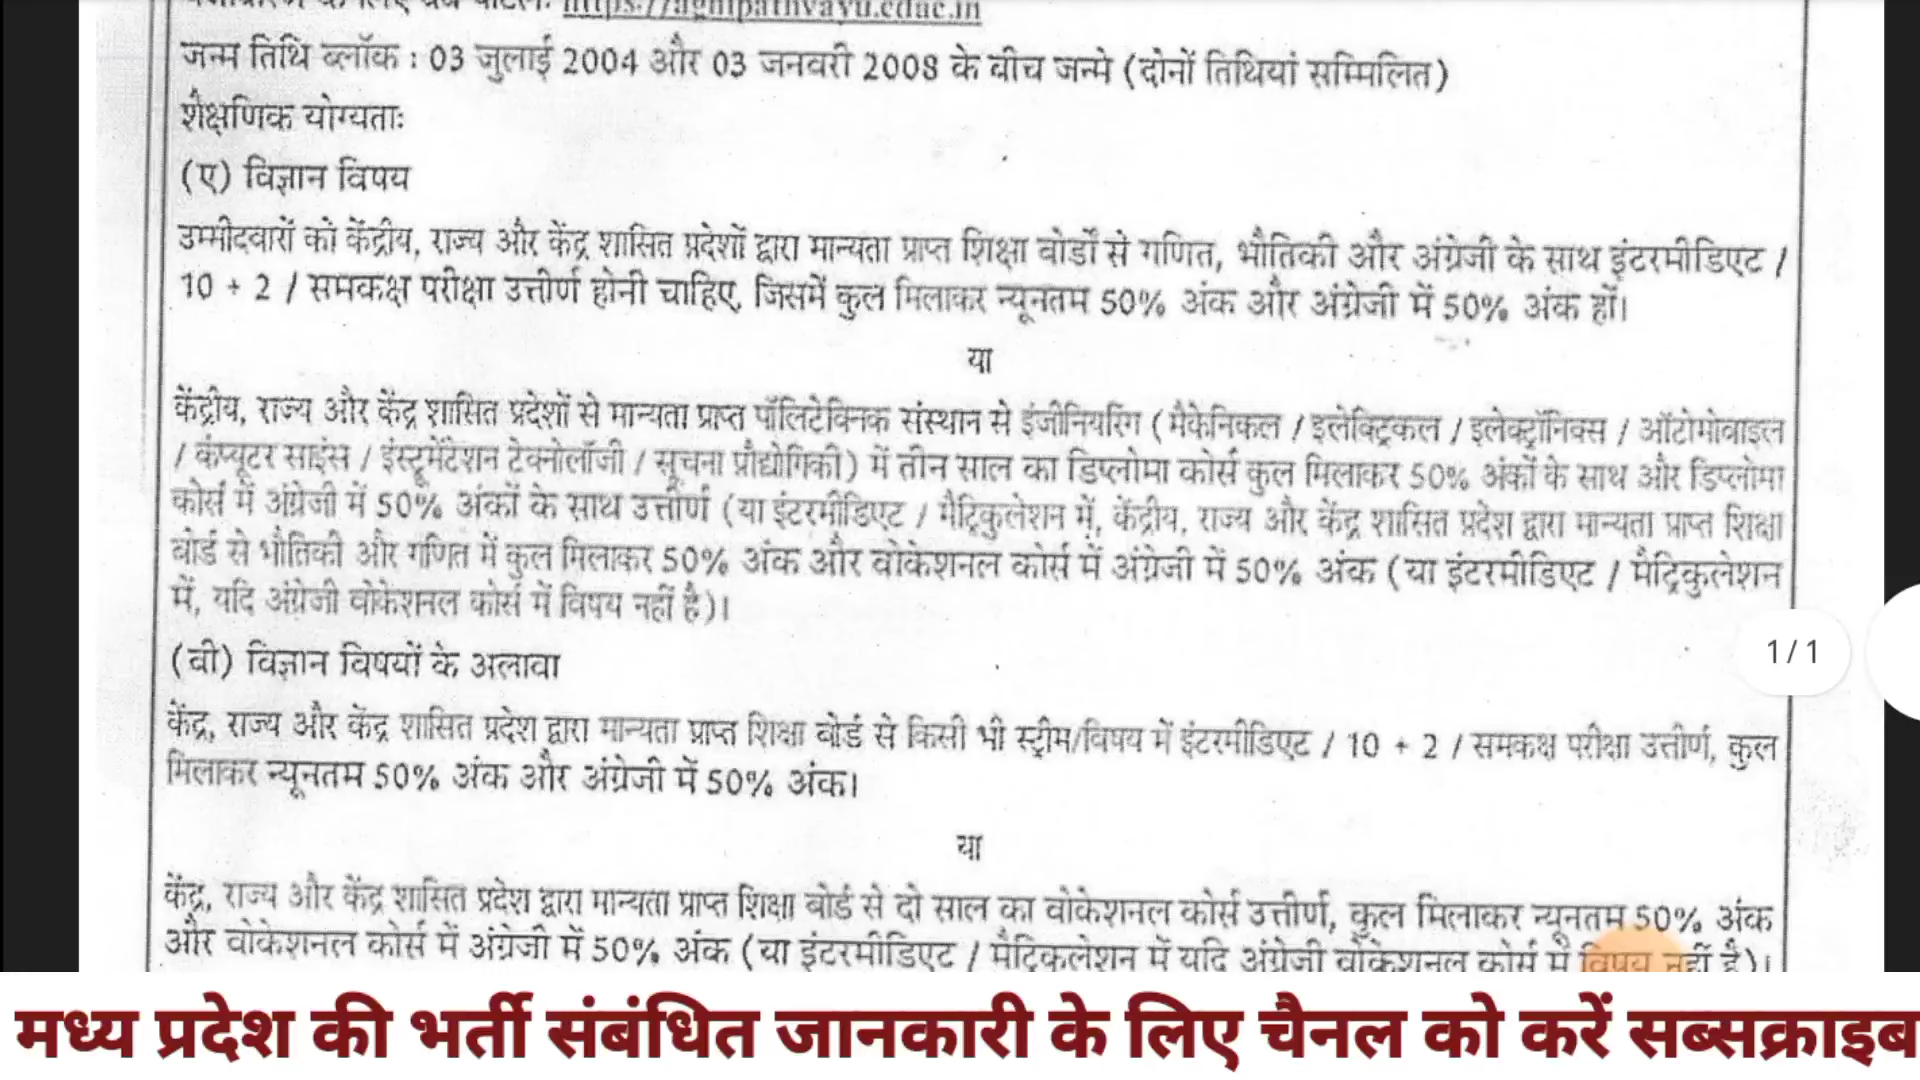 https://agnipathvayu.cdac.in
जन्म तिथि ब्लॉक : 03 जुलाई 2004 और 03 जनवरी 2008 के बीच जन्मे (दोनों तिथियां सम्मिलित)
शैक्षणिक योग्यताः
(ए) विज्ञान विषय
उम्मीदवारों को केंद्रीय, राज्य और केंद्र शासित प्रदेशों द्वारा मान्यता प्राप्त शिक्षा बोर्डों से गणित, भौतिकी और अंग्रेजी के साथ इंटरमीडिएट /
10 + 2 / समकक्ष परीक्षा उत्तीर्ण होनी चाहिए, जिसमें कुल मिलाकर न्यूनतम 50% अंक और अंग्रेजी में 50% अंक हों।
या
केंद्रीय, राज्य और केंद्र शासित प्रदेशों से मान्यता प्राप्त पॉलिटेक्निक संस्थान से इंजीनियरिंग (मैकेनिकल / इलेक्ट्रिकल / इलेक्ट्रॉनिक्स / ऑटोमोबाइल
/ कंप्यूटर साइंस / इंस्ट्रूमेंटेशन टेक्नोलॉजी / सूचना प्रौद्योगिकी) में तीन साल का डिप्लोमा कोर्स कुल मिलाकर 50% अंकों के साथ और डिप्लोमा
कोर्स में अंग्रेजी में 50% अंकों के साथ उत्तीर्ण (या इंटरमीडिएट / मैट्रिकुलेशन में, केंद्रीय, राज्य और केंद्र शासित प्रदेश द्वारा मान्यता प्राप्त शिक्षा
बोर्ड से भौतिकी और गणित में कुल मिलाकर 50% अंक और वोकेशनल कोर्स में अंग्रेजी में 50% अंक (या इंटरमीडिएट / मैट्रिकुलेशन
में, यदि अंग्रेजी वोकेशनल कोर्स में विषय नहीं है)।
(बी) विज्ञान विषयों के अलावा
केंद्र, राज्य और केंद्र शासित प्रदेश द्वारा मान्यता प्राप्त शिक्षा बोर्ड से किसी भी स्ट्रीम/विषय में इंटरमीडिएट / 10 + 2 / समकक्ष परीक्षा उत्तीर्ण, कुल
मिलाकर न्यूनतम 50% अंक और अंग्रेजी में 50% अंक।
या
केंद्र, राज्य और केंद्र शासित प्रदेश द्वारा मान्यता प्राप्त शिक्षा बोर्ड से दो साल का वोकेशनल कोर्स उत्तीर्ण, कुल मिलाकर न्यूनतम 50% अंक
और वोकेशनल कोर्स में अंग्रेजी में 50% अंक (या इंटरमीडिएट / मैट्रिकुलेशन में यदि अंग्रेजी वोकेशनल कोर्स में विषय नहीं है)।
1/1
मध्य प्रदेश की भर्ती संबंधित जानकारी के लिए चैनल को करें सब्सक्राइब